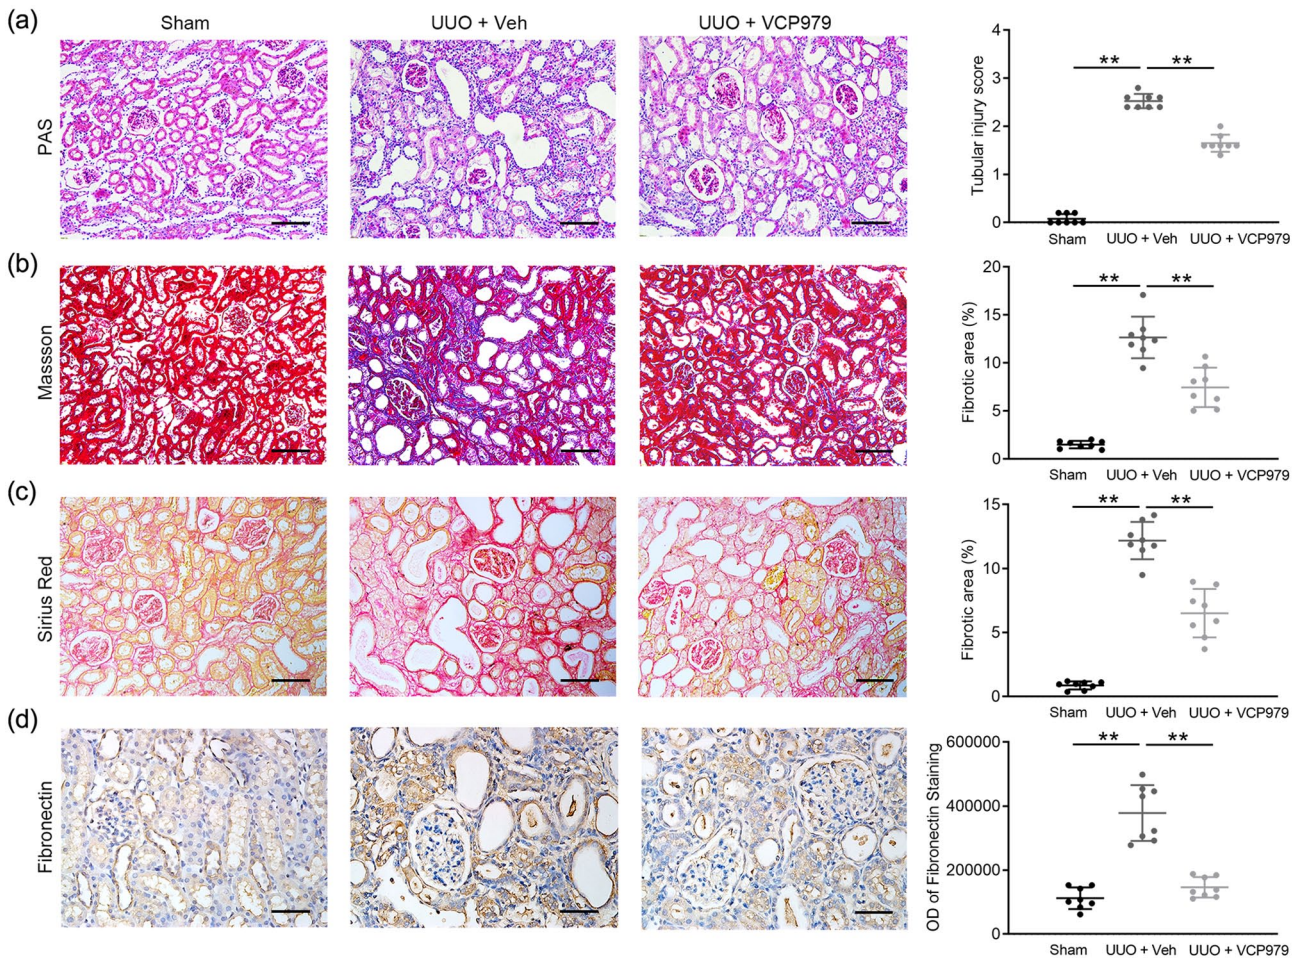 (a)
Sham
UUO + Veh
UUO + VCP979
PAS
Tubular injury score
4
3
2
1
0
**
**
Sham
UUO + Veh
UUO + VCP979
(b)
Massson
Fibrotic area (%)
20
15
10
5
0
**
**
Sham
UUO + Veh
UUO + VCP979
(c)
Sirius Red
Fibrotic area (%)
15
10
5
0
**
**
Sham
UUO + Veh
UUO + VCP979
(d)
Fibronectin
OD of Fibronectin Staining
600000
400000
200000
0
**
**
Sham
UUO + Veh
UUO + VCP979